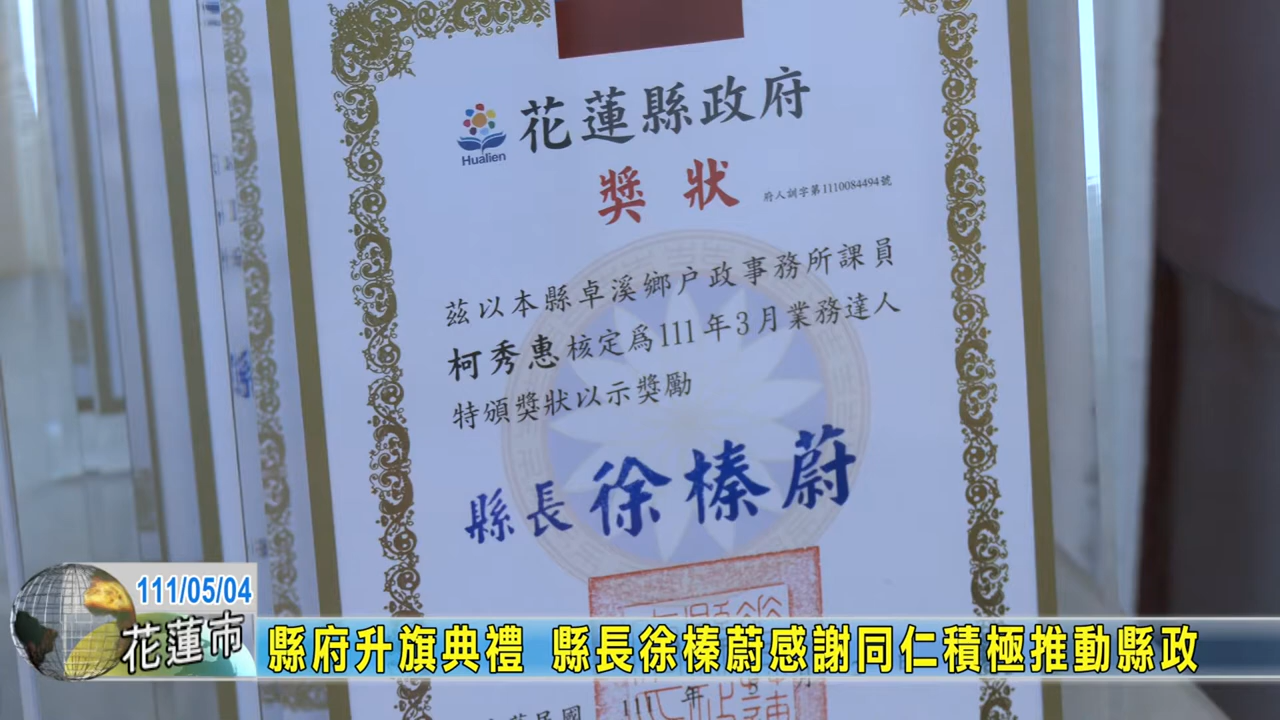 Hualien
花蓮縣政府
獎狀
府人訓字第1110084494號
茲以本縣卓溪鄉户政事務所課員
柯秀惠核定為111年3月業務達人
特頒獎狀以示獎勵
縣長徐榛蔚
111/05/04
花蓮市
縣府升旗典禮 縣長徐榛蔚感謝同仁積極推動縣政